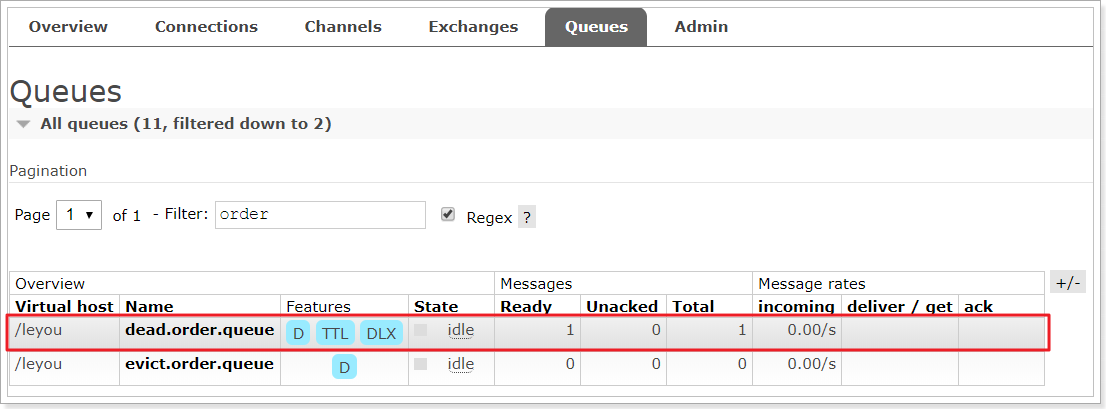 Overview Connections Channels Exchanges Queues Admin
Queues
All queues (11, filtered down to 2)
Pagination
Page 1 of 1 - Filter: order Regex ?
Overview Messages Message rates +/-
Virtual host Name Features State Ready Unacked Total incoming deliver / get ack
/leyou dead.order.queue D TTL DLX idle 1 0 1 0.00/s
/leyou evict.order.queue D idle 0 0 0 0.00/s